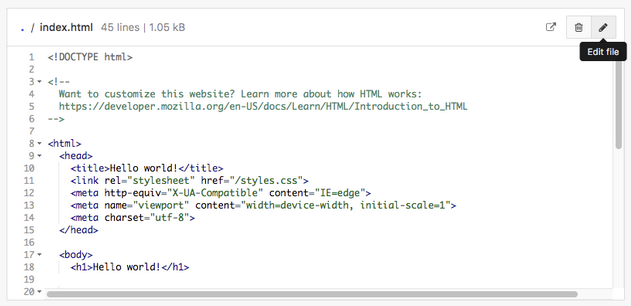 . / index.html 45 lines | 1.05 kB
Edit file
1 <!DOCTYPE html>
2
3 <!--
4 Want to customize this website? Learn more about how HTML works:
5 https://developer.mozilla.org/en-US/docs/Learn/HTML/Introduction_to_HTML
6 -->
7
8 <html>
9 <head>
10 <title>Hello world!</title>
11 <link rel="stylesheet" href="/styles.css">
12 <meta http-equiv="X-UA-Compatible" content="IE=edge">
13 <meta name="viewport" content="width=device-width, initial-scale=1">
14 <meta charset="utf-8">
15 </head>
16
17 <body>
18 <h1>Hello world!</h1>
19
20